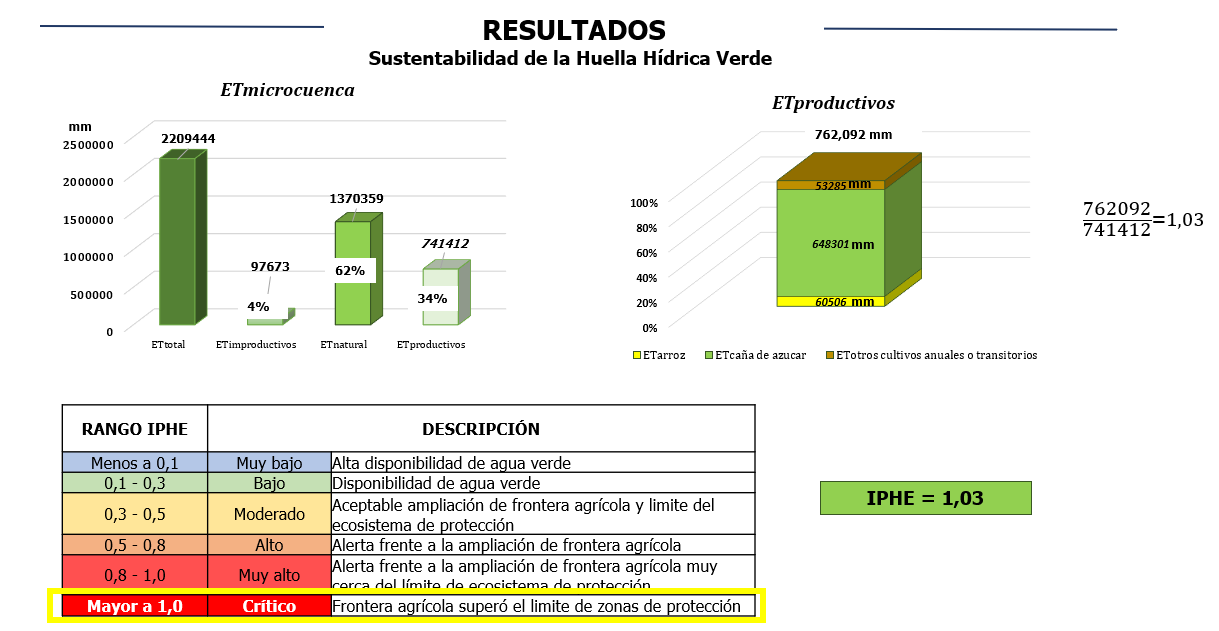 RESULTADOS
Sustentabilidad de la Huella Hídrica Verde
ETmicrocuenca
mm
2500000
2000000
1500000
1000000
500000
0
2209444
97673
4%
1370359
62%
741412
34%
ETtotal
ETimproductivos
ETnatural
ETproductivos
ETproductivos
762,092 mm
100%
80%
60%
40%
20%
0%
53285 mm
648301 mm
60506 mm
ETarroz
ETcaña de azucar
ETotros cultivos anuales o transitorios
762092
741412
=1,03
RANGO IPHE DESCRIPCIÓN
Menos a 0,1 Muy bajo Alta disponibilidad de agua verde
0,1 - 0,3 Bajo Disponibilidad de agua verde
0,3 - 0,5 Moderado Aceptable ampliación de frontera agrícola y limite del
ecosistema de protección
0,5 - 0,8 Alto Alerta frente a la ampliación de frontera agrícola
0,8 - 1,0 Muy alto Alerta frente a la ampliación de frontera agrícola muy
cerca del límite de ecosistema de protección
Mayor a 1,0 Crítico Frontera agrícola superó el limite de zonas de protección
IPHE = 1,03